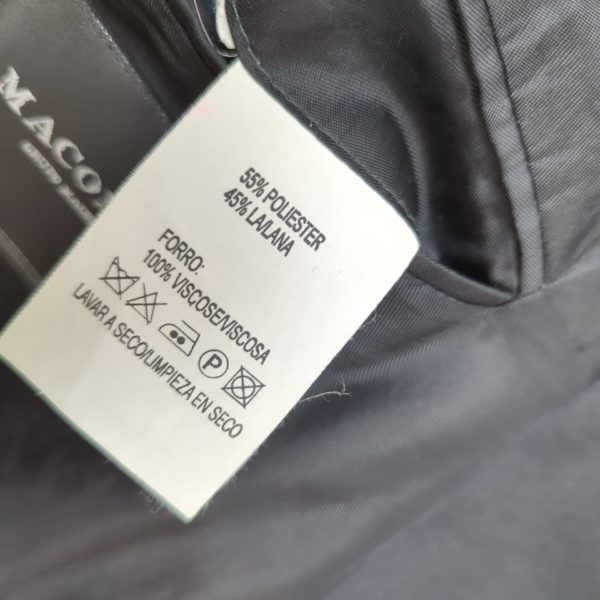 MACO
55% POLIESTER
45% LA/LANA
FORRO:
100% VISCOSE/VISCOSA
P
LAVAR A SECO/LIMPIEZA EN SECO